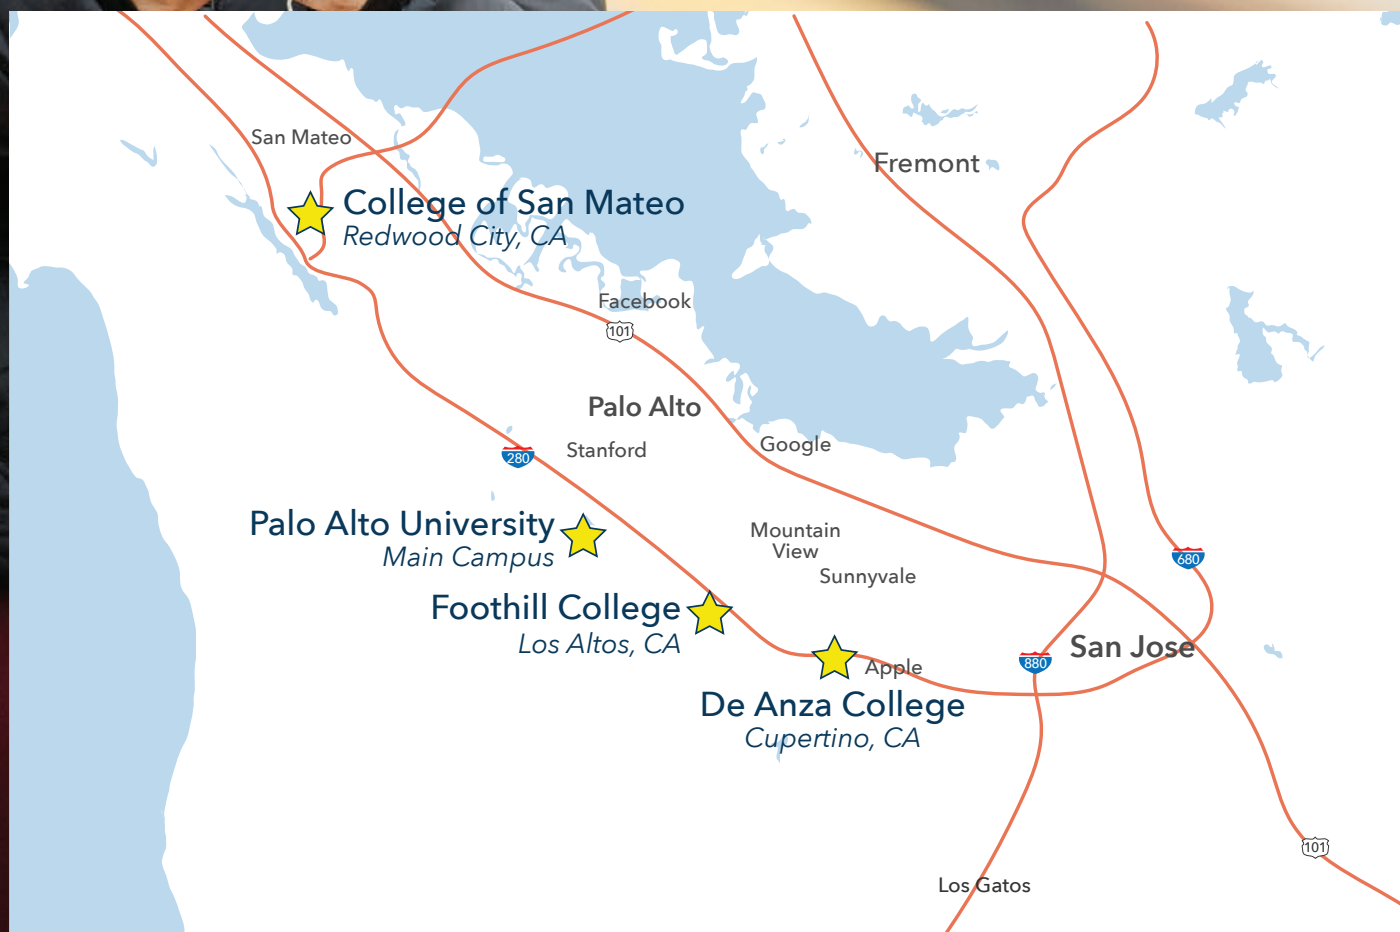 San Mateo
Fremont
College of San Mateo
Redwood City, CA
Facebook
101
Palo Alto
Google
Stanford
280
Palo Alto University
Main Campus
Mountain
View
Sunnyvale
680
Foothill College
Los Altos, CA
San Jose
880
Apple
De Anza College
Cupertino, CA
101
Los Gatos